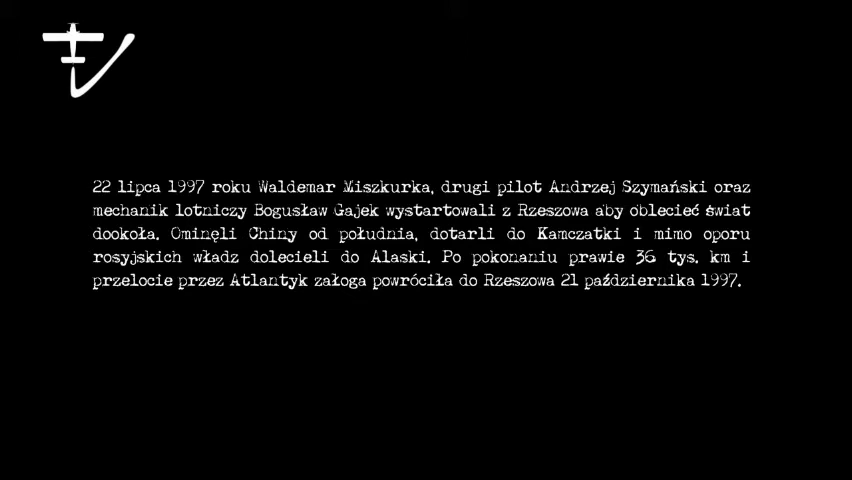 22 lipca 1997 roku Waldemar Miszkurka, drugi pilot Andrzej Szymański oraz
mechanik lotniczy Bogusław Gajek wystartowali z Rzeszowa aby oblecieć świat
dookoła. Ominęli Chiny od południa, dotarli do Kamczatki i mimo oporu
rosyjskich władz dolecieli do Alaski. Po pokonaniu prawie 36 tys. km i
przelocie przez Atlantyk załoga powróciła do Rzeszowa 21 października 1997.